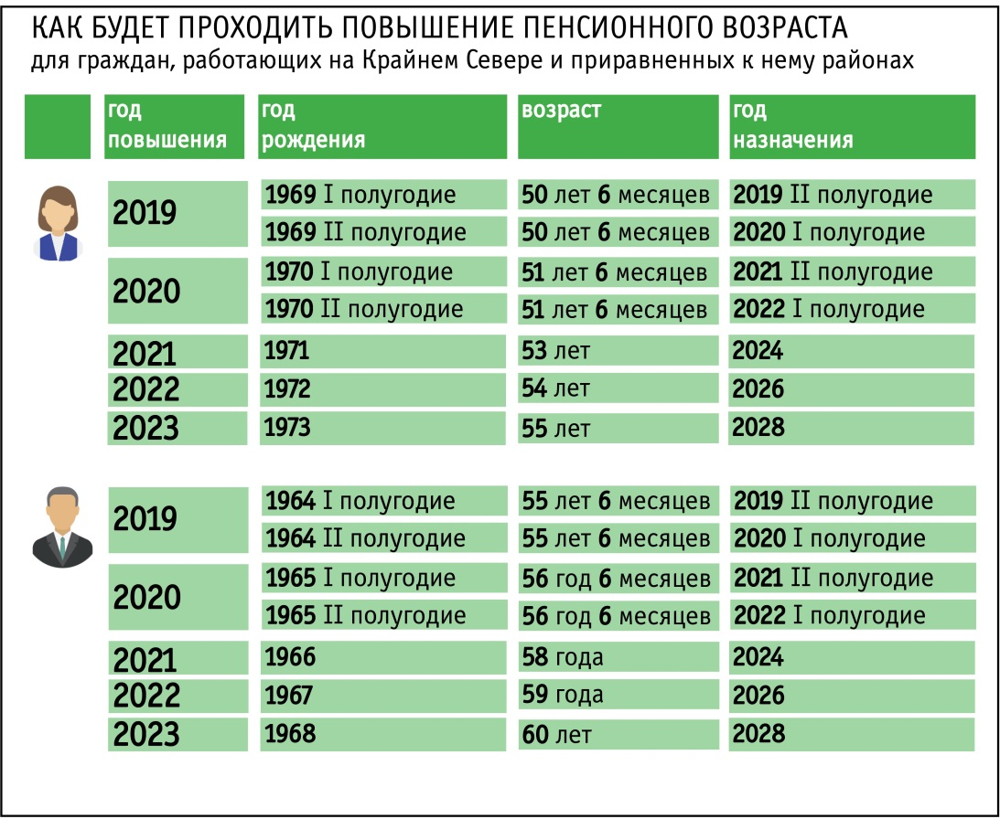 КАК БУДЕТ ПРОХОДИТЬ ПОВЫШЕНИЕ ПЕНСИОННОГО ВОЗРАСТА
для граждан, работающих на Крайнем Севере и приравненных к нему районах
год повышения год рождения возраст год назначения
2019 1969 I полугодие 50 лет 6 месяцев 2019 II полугодие
1969 II полугодие 50 лет 6 месяцев 2020 I полугодие
2020 1970 I полугодие 51 лет 6 месяцев 2021 II полугодие
1970 II полугодие 51 лет 6 месяцев 2022 I полугодие
2021 1971 53 лет 2024
2022 1972 54 лет 2026
2023 1973 55 лет 2028
2019 1964 I полугодие 55 лет 6 месяцев 2019 II полугодие
1964 II полугодие 55 лет 6 месяцев 2020 I полугодие
2020 1965 I полугодие 56 год 6 месяцев 2021 II полугодие
1965 II полугодие 56 год 6 месяцев 2022 I полугодие
2021 1966 58 года 2024
2022 1967 59 года 2026
2023 1968 60 лет 2028